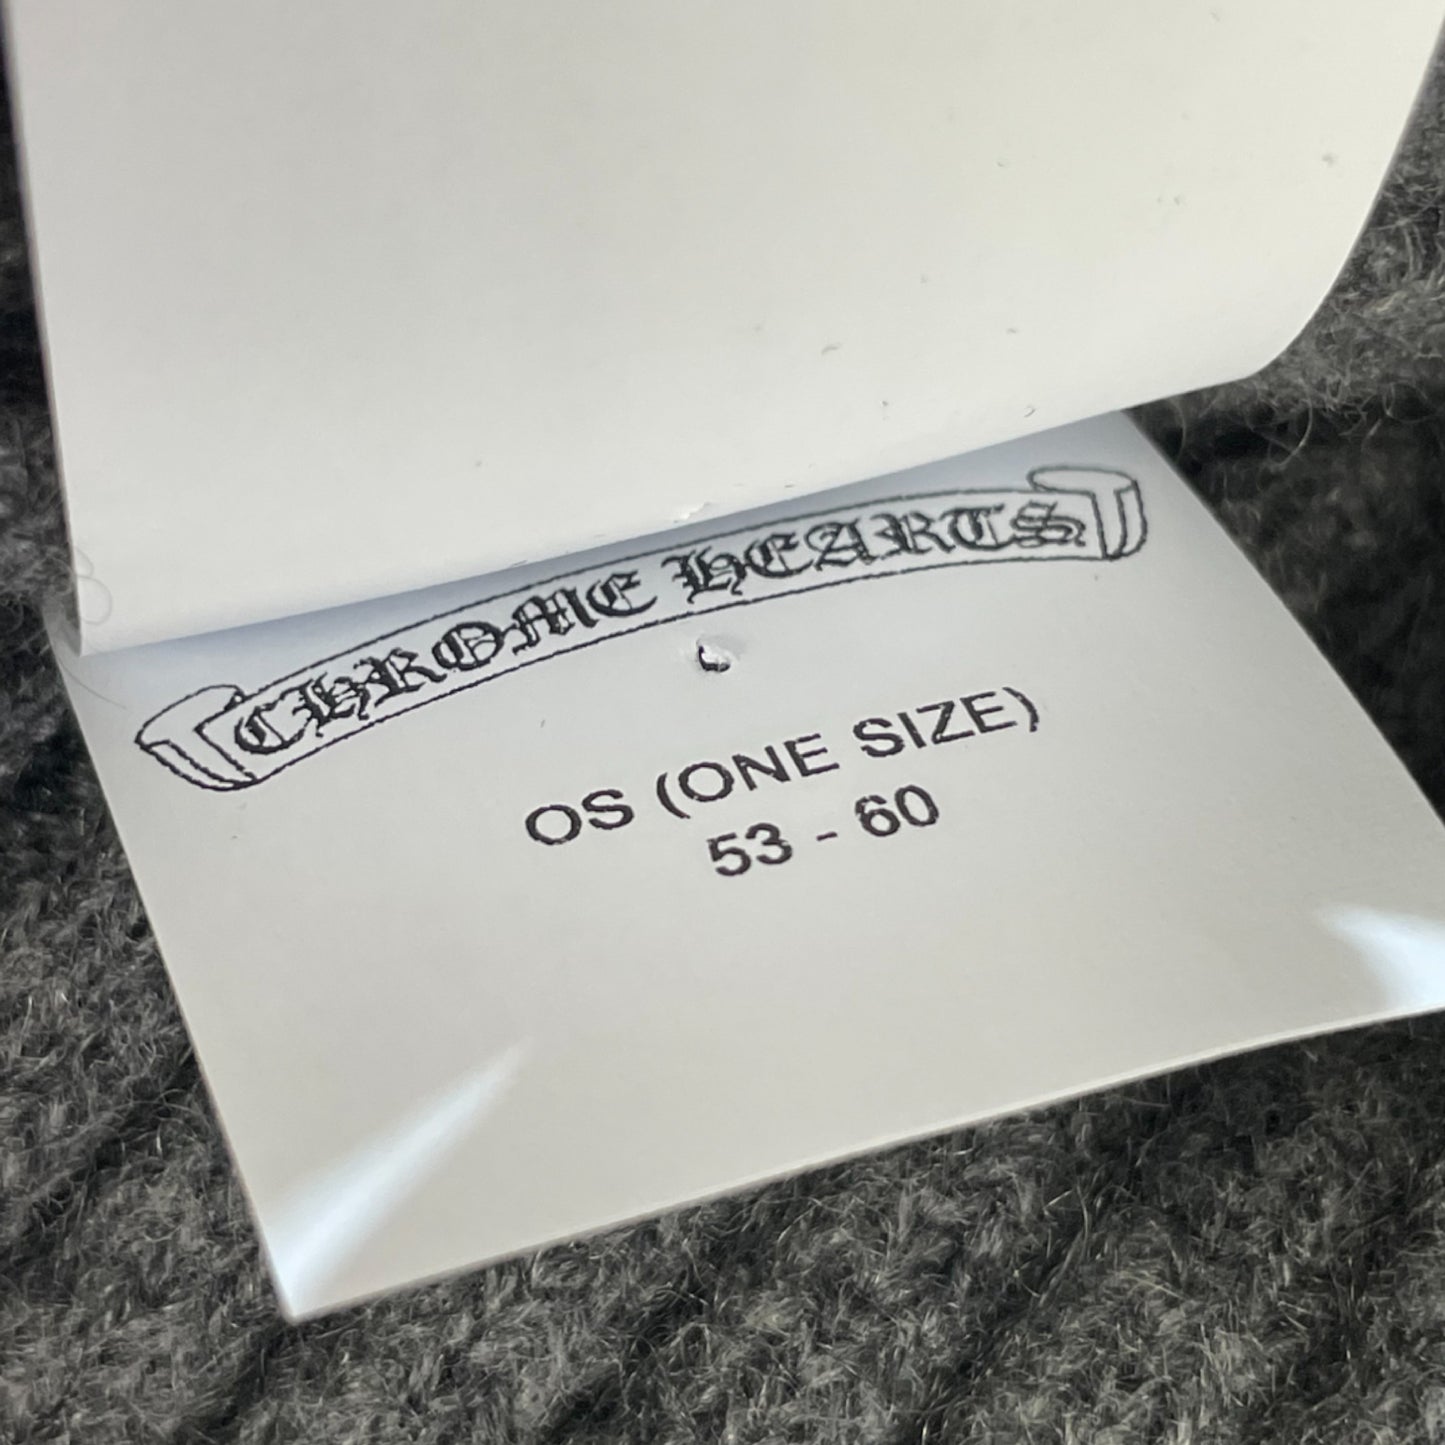 CHROME HEARTS
OS (ONE SIZE)
53 - 60